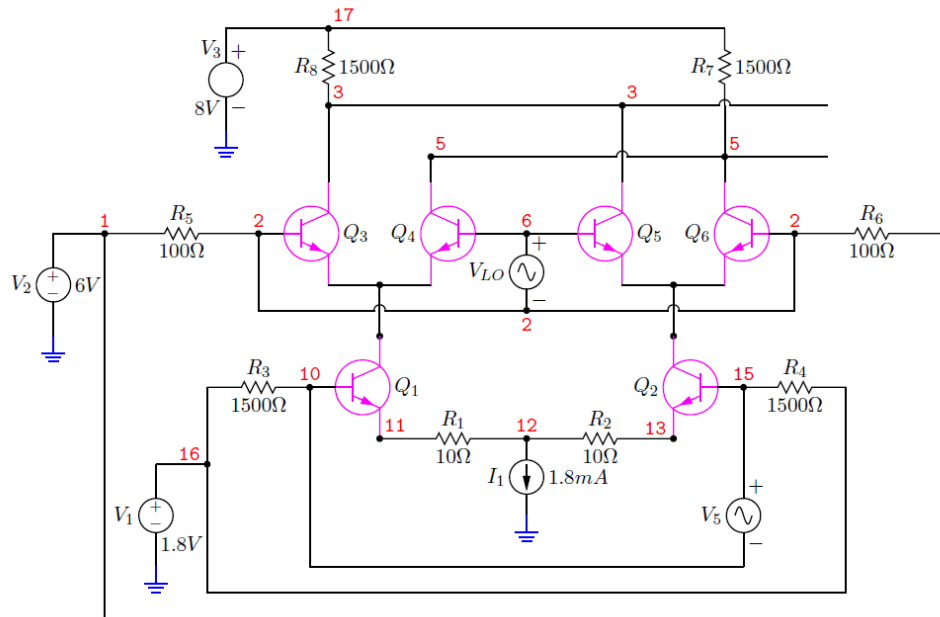 17
V3 + R8 1500Ω R7 1500Ω
8V −
3 3
5 5
1 R5 2 Q3 Q4 6 Q5 Q6 2 R6
100Ω + 100Ω
V2 + − 6V VLO
−
2
R3 10 Q1 Q2 15 R4
1500Ω 1500Ω
11 R1 12 R2 13
10Ω 10Ω
16 I1 1.8mA +
V1 + − V5
1.8V −